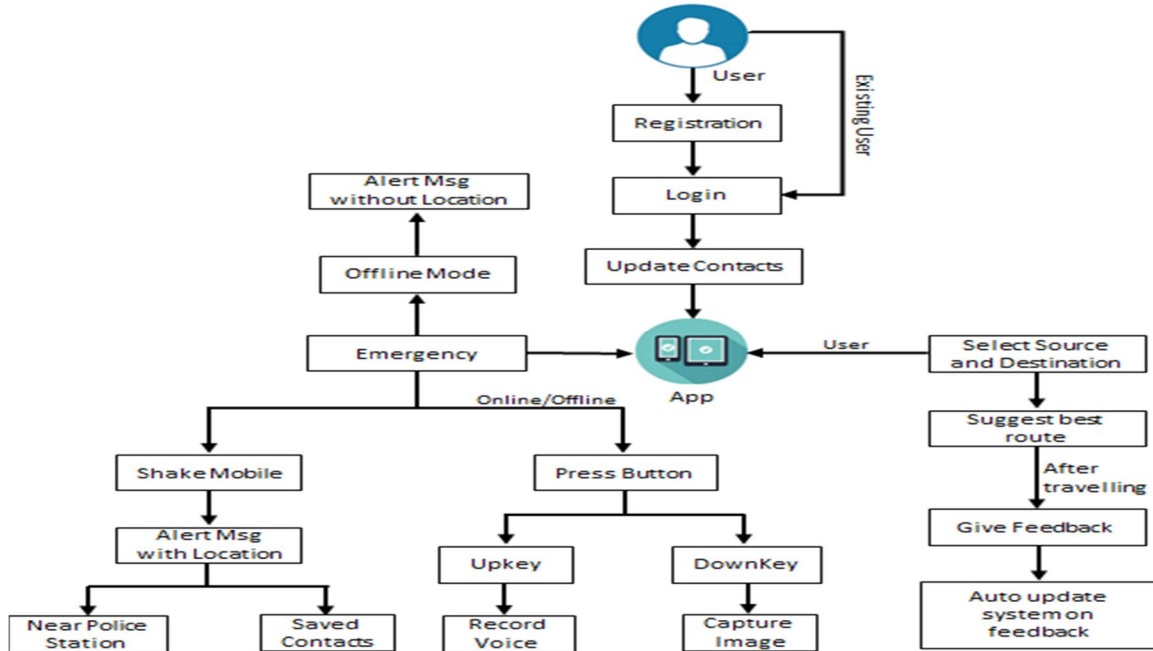 User
Existing User
Registration
Alert Msg
without Location
Login
Offline Mode
Update Contacts
Emergency
User
Select Source
and Destination
App
Online/Offline
Suggest best
route
Shake Mobile
Press Button
After
travelling
Alert Msg
with Location
Give Feedback
Upkey
DownKey
Near Police
Station
Saved
Contacts
Record
Voice
Capture
Image
Auto update
system on
feedback